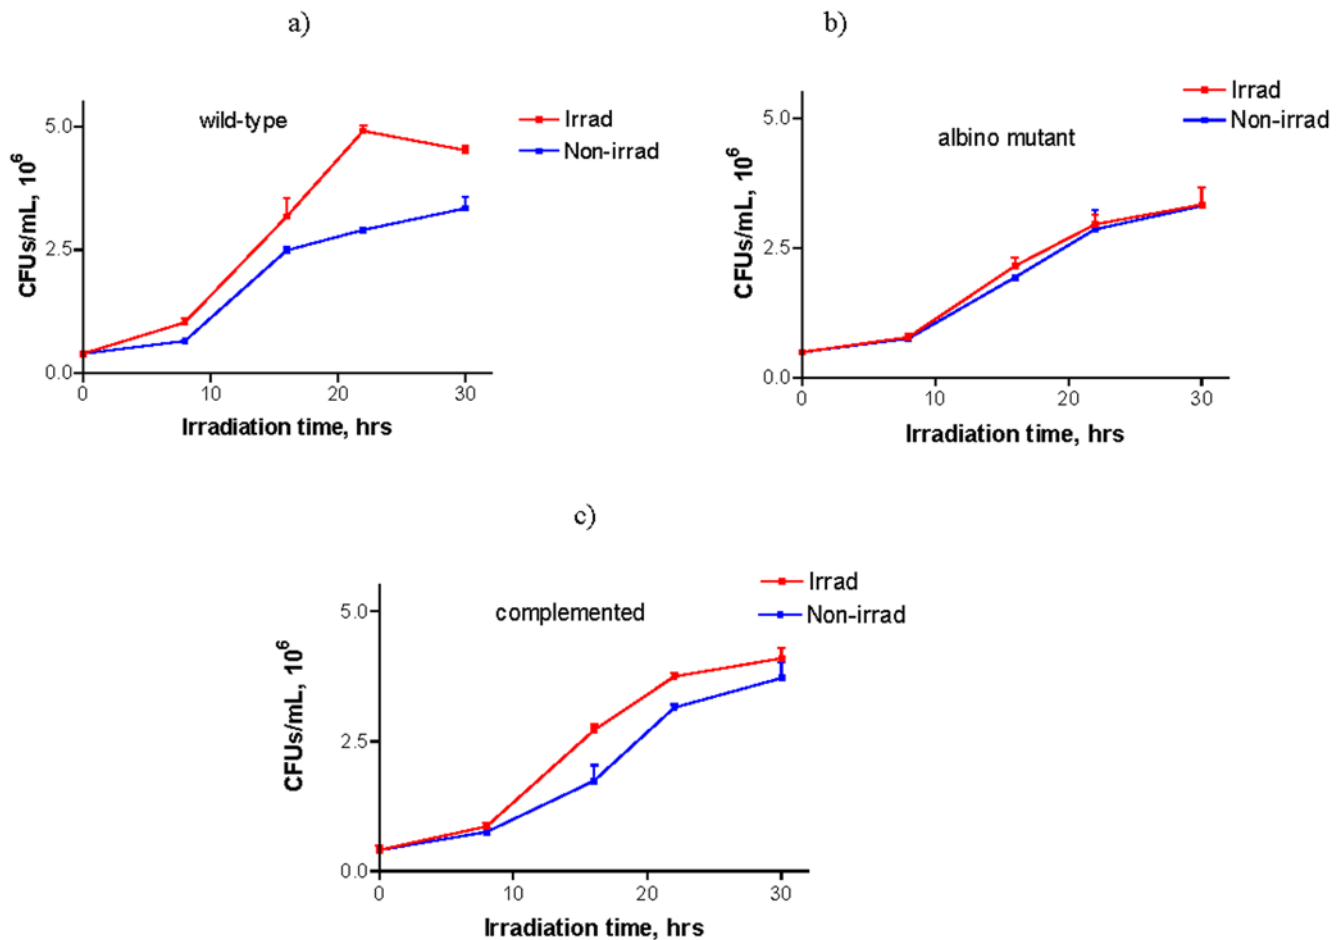 a)
wild-type
Irrad
Non-irrad
5.0
2.5
0.0
CFUs/mL, 10⁶
0 10 20 30
Irradiation time, hrs
b)
albino mutant
Irrad
Non-irrad
5.0
2.5
0.0
CFUs/mL, 10⁶
0 10 20 30
Irradiation time, hrs
c)
complemented
Irrad
Non-irrad
5.0
2.5
0.0
CFUs/mL, 10⁶
0 10 20 30
Irradiation time, hrs